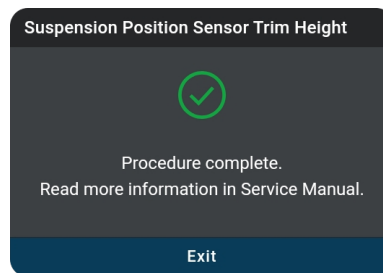 Suspension Position Sensor Trim Height
Procedure complete.
Read more information in Service Manual.
Exit